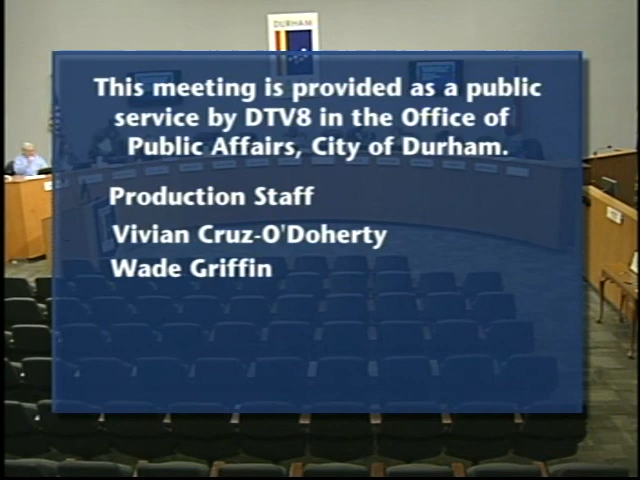 DURHAM
This meeting is provided as a public
service by DTV8 in the Office of
Public Affairs, City of Durham.
Production Staff
Vivian Cruz-O'Doherty
Wade Griffin